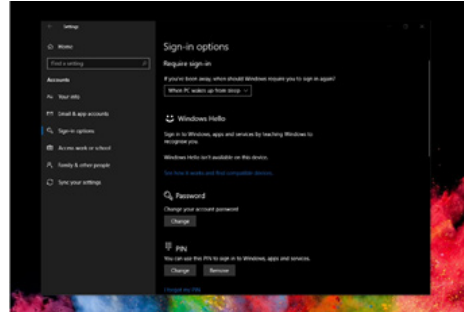 Settings
Home
Sign-in options
Find a setting
Require sign-in
Accounts
If you've been away, when should Windows require you to sign in again?
When PC wakes up from sleep
Your info
Email & app accounts
Windows Hello
Sign-in options
Sign in to Windows, apps and services by teaching Windows to
recognize you.
Access work or school
Windows Hello isn't available on this device.
Family & other people
See how it works and find compatible devices.
Sync your settings
Password
Change your account password
Change
PIN
You can use this PIN to sign in to Windows, apps and services.
Change Remove
I forgot my PIN